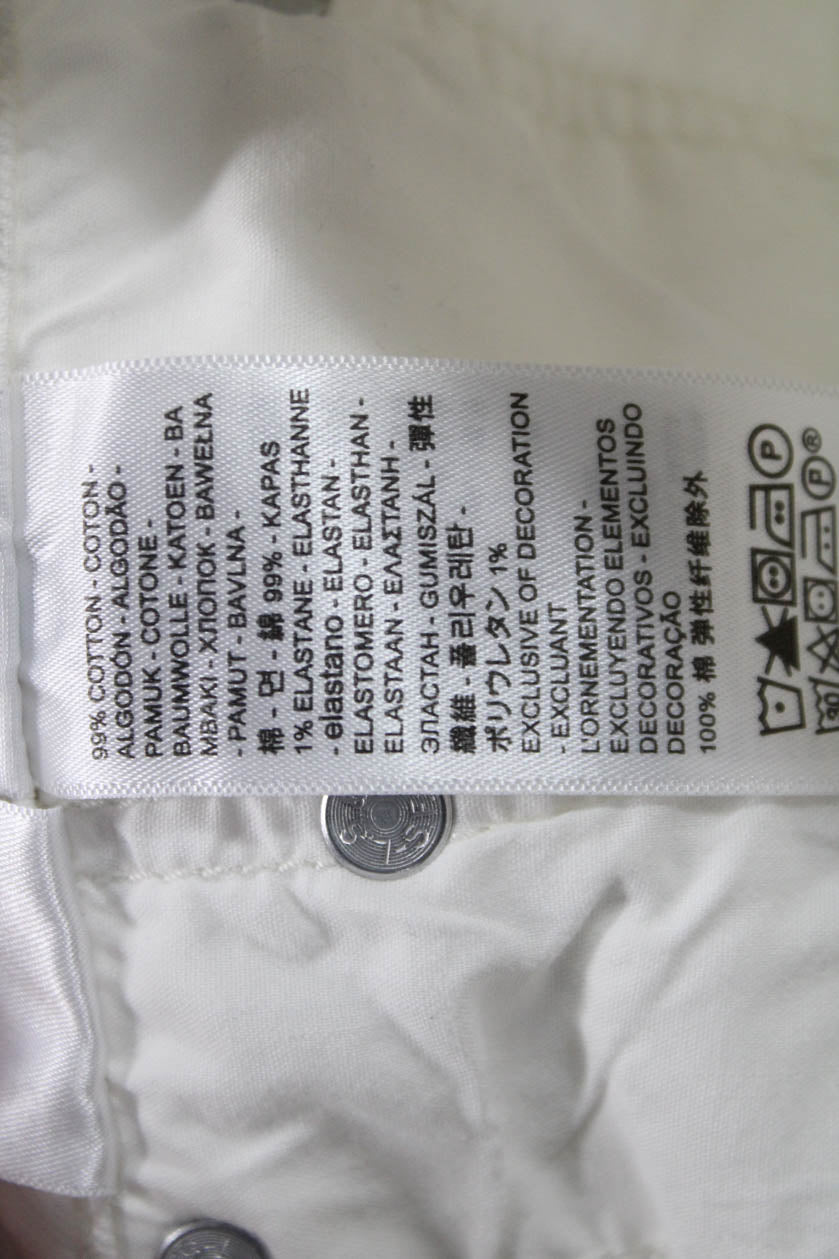 99% COTTON - COTON -
ALGODÓN - ALGODÃO -
PAMUK - COTONE -
BAUMWOLLE - KATOEN - BA
MBAKI - ХЛОПОК - BAWEŁNA
- PAMUT - BAVLNA -
棉 - 면 - 綿 99% - KAPAS
1% ELASTANE - ELASTHANNE
- elastano - ELASTAN -
ELASTOMERO - ELASTHAN -
ELASTAAN - ΕΛΑΣΤΑΝΗ -
ЭЛАСТАН - GUMISZÁL - 彈性
纖維 - 폴리우레탄 -
ポリウレタン 1%
EXCLUSIVE OF DECORATION
- EXCLUANT
L'ORNEMENTATION -
EXCLUYENDO ELEMENTOS
DECORATIVOS - EXCLUINDO
DECORAÇÃO
100% 棉 弹性纤维除外
P
P®